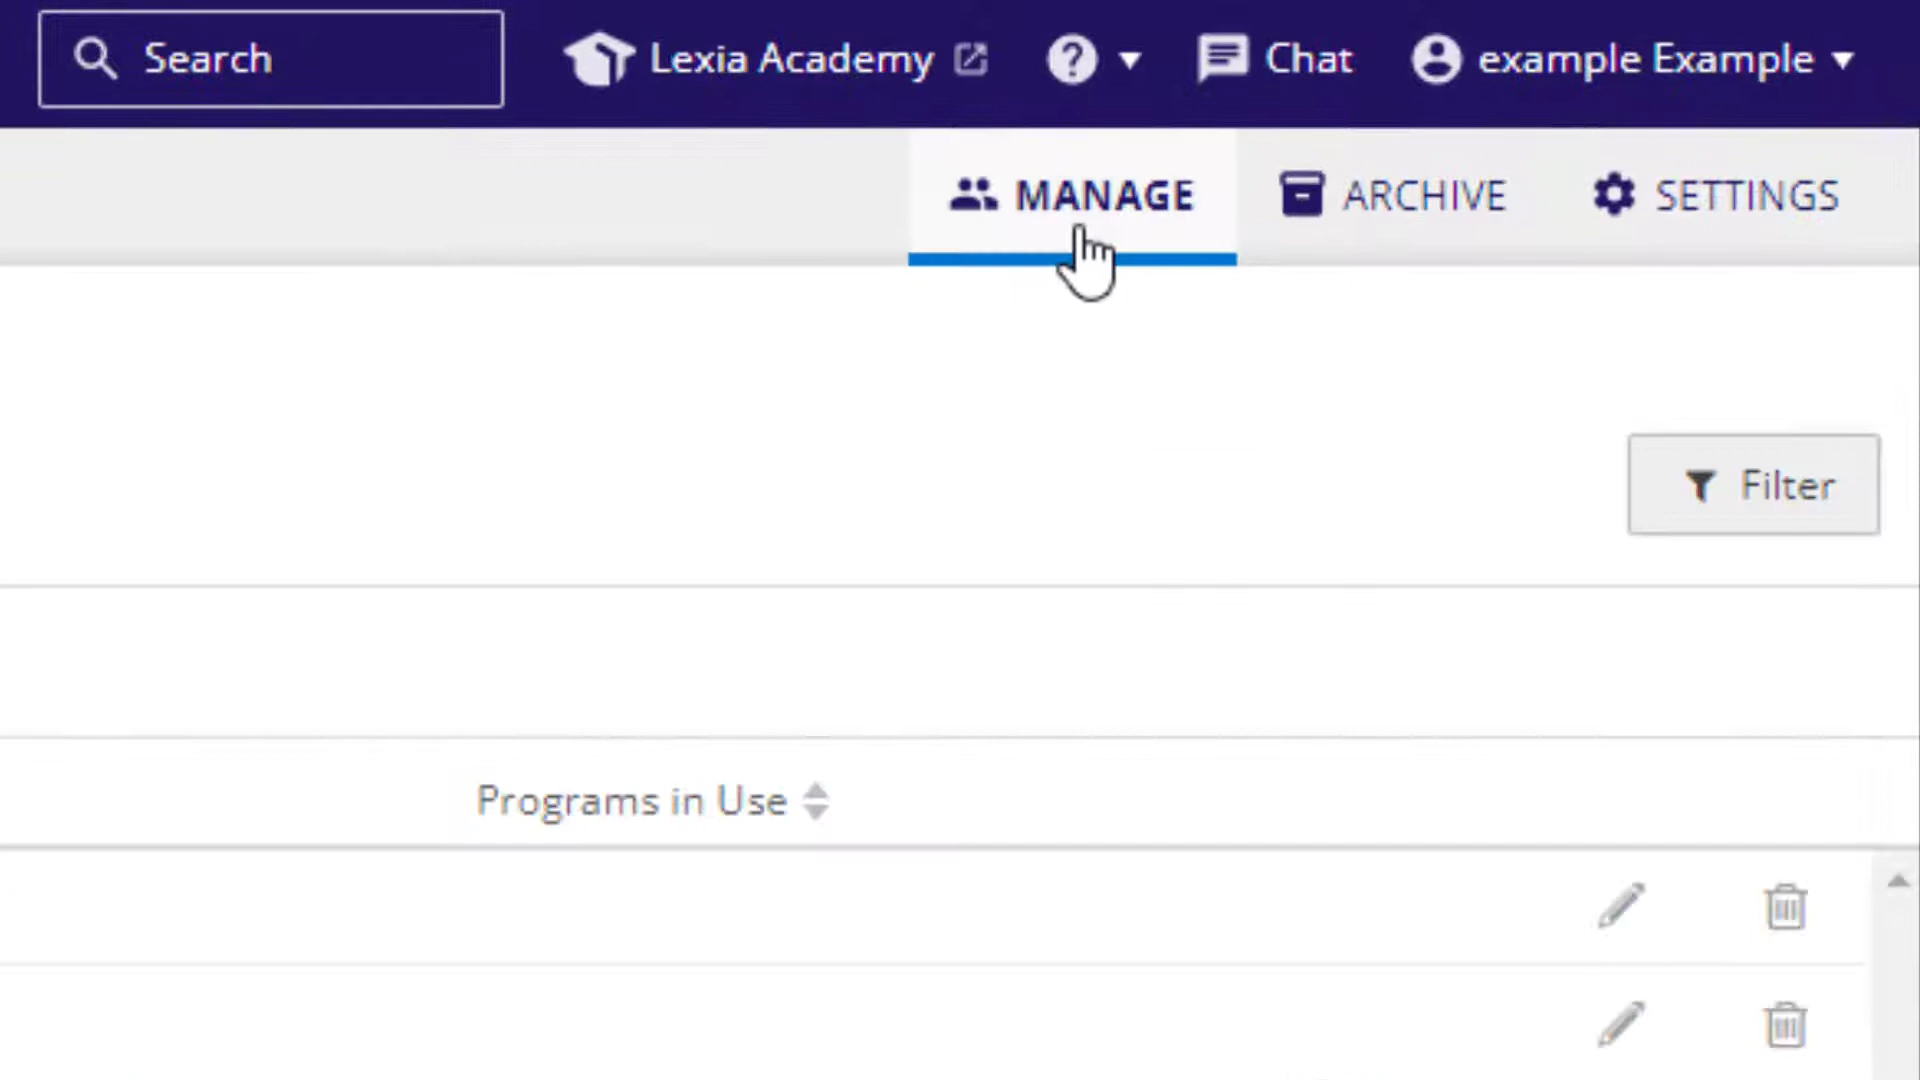 Search Lexia Academy Chat example Example
MANAGE ARCHIVE SETTINGS
Filter
Programs in Use